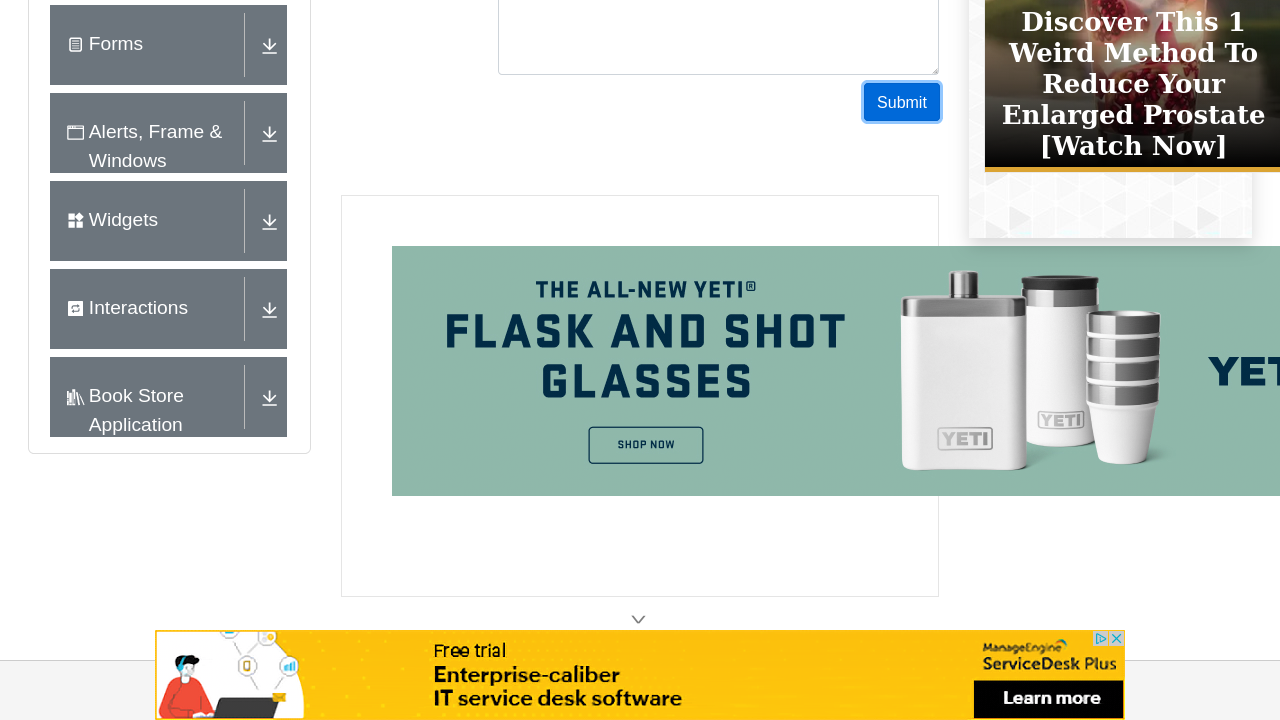 Forms
Alerts, Frame &
Windows
Widgets
Interactions
Book Store
Application
Submit
THE ALL-NEW YETI®
FLASK AND SHOT
GLASSES
SHOP NOW
YETI
YETI
YET
Discover This 1
Weird Method To
Reduce Your
Enlarged Prostate
[Watch Now]
Free trial
Enterprise-caliber
IT service desk software
ManageEngine
ServiceDesk Plus
Learn more